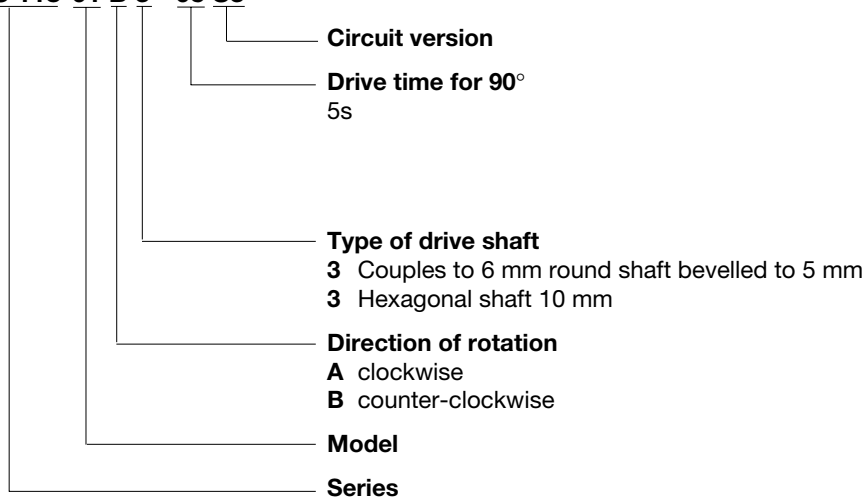 Circuit version
Drive time for 90°
5s
Type of drive shaft
3 Couples to 6 mm round shaft bevelled to 5 mm
3 Hexagonal shaft 10 mm
Direction of rotation
A clockwise
B counter-clockwise
Model
Series